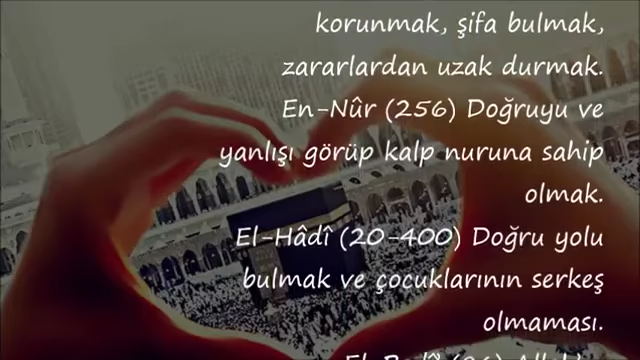 korunmak, şifa bulmak,
zararlardan uzak durmak.
En-Nûr (256) Doğruyu ve
yanlışı görüp kalp nuruna sahip
olmak.
El-Hâdî (20-400) Doğru yolu
bulmak ve çocuklarının serkeş
olmaması.